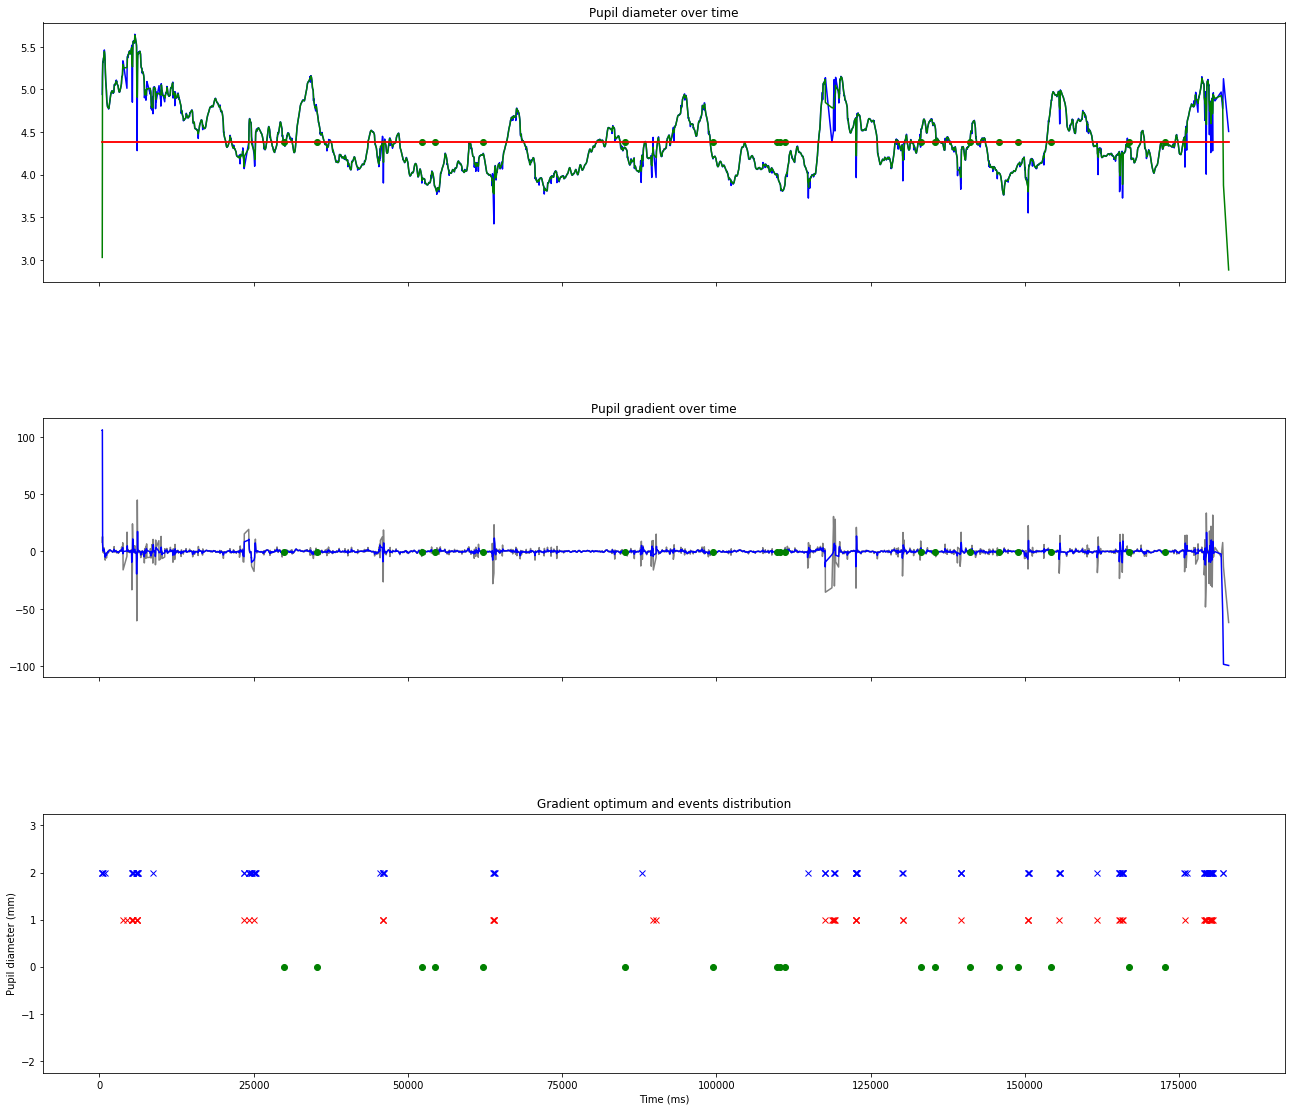 Pupil diameter over time
5.5
5.0
4.5
4.0
3.5
3.0
Pupil gradient over time
100
50
0
−50
−100
Gradient optimum and events distribution
3
2
1
0
−1
−2
Pupil diameter (mm)
0 25000 50000 75000 100000 125000 150000 175000
Time (ms)